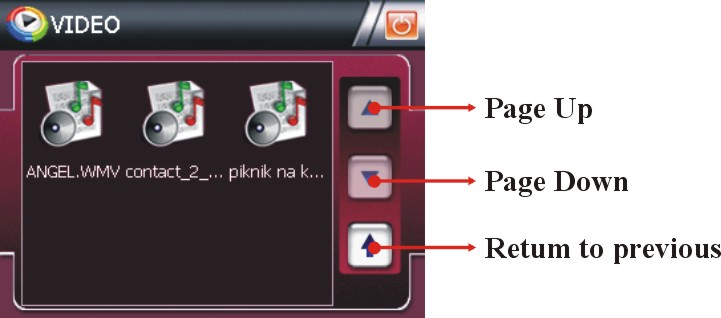 VIDEO
Page Up
ANGEL.WMV contact_2_... piknik na k...
Page Down
Retum to previous